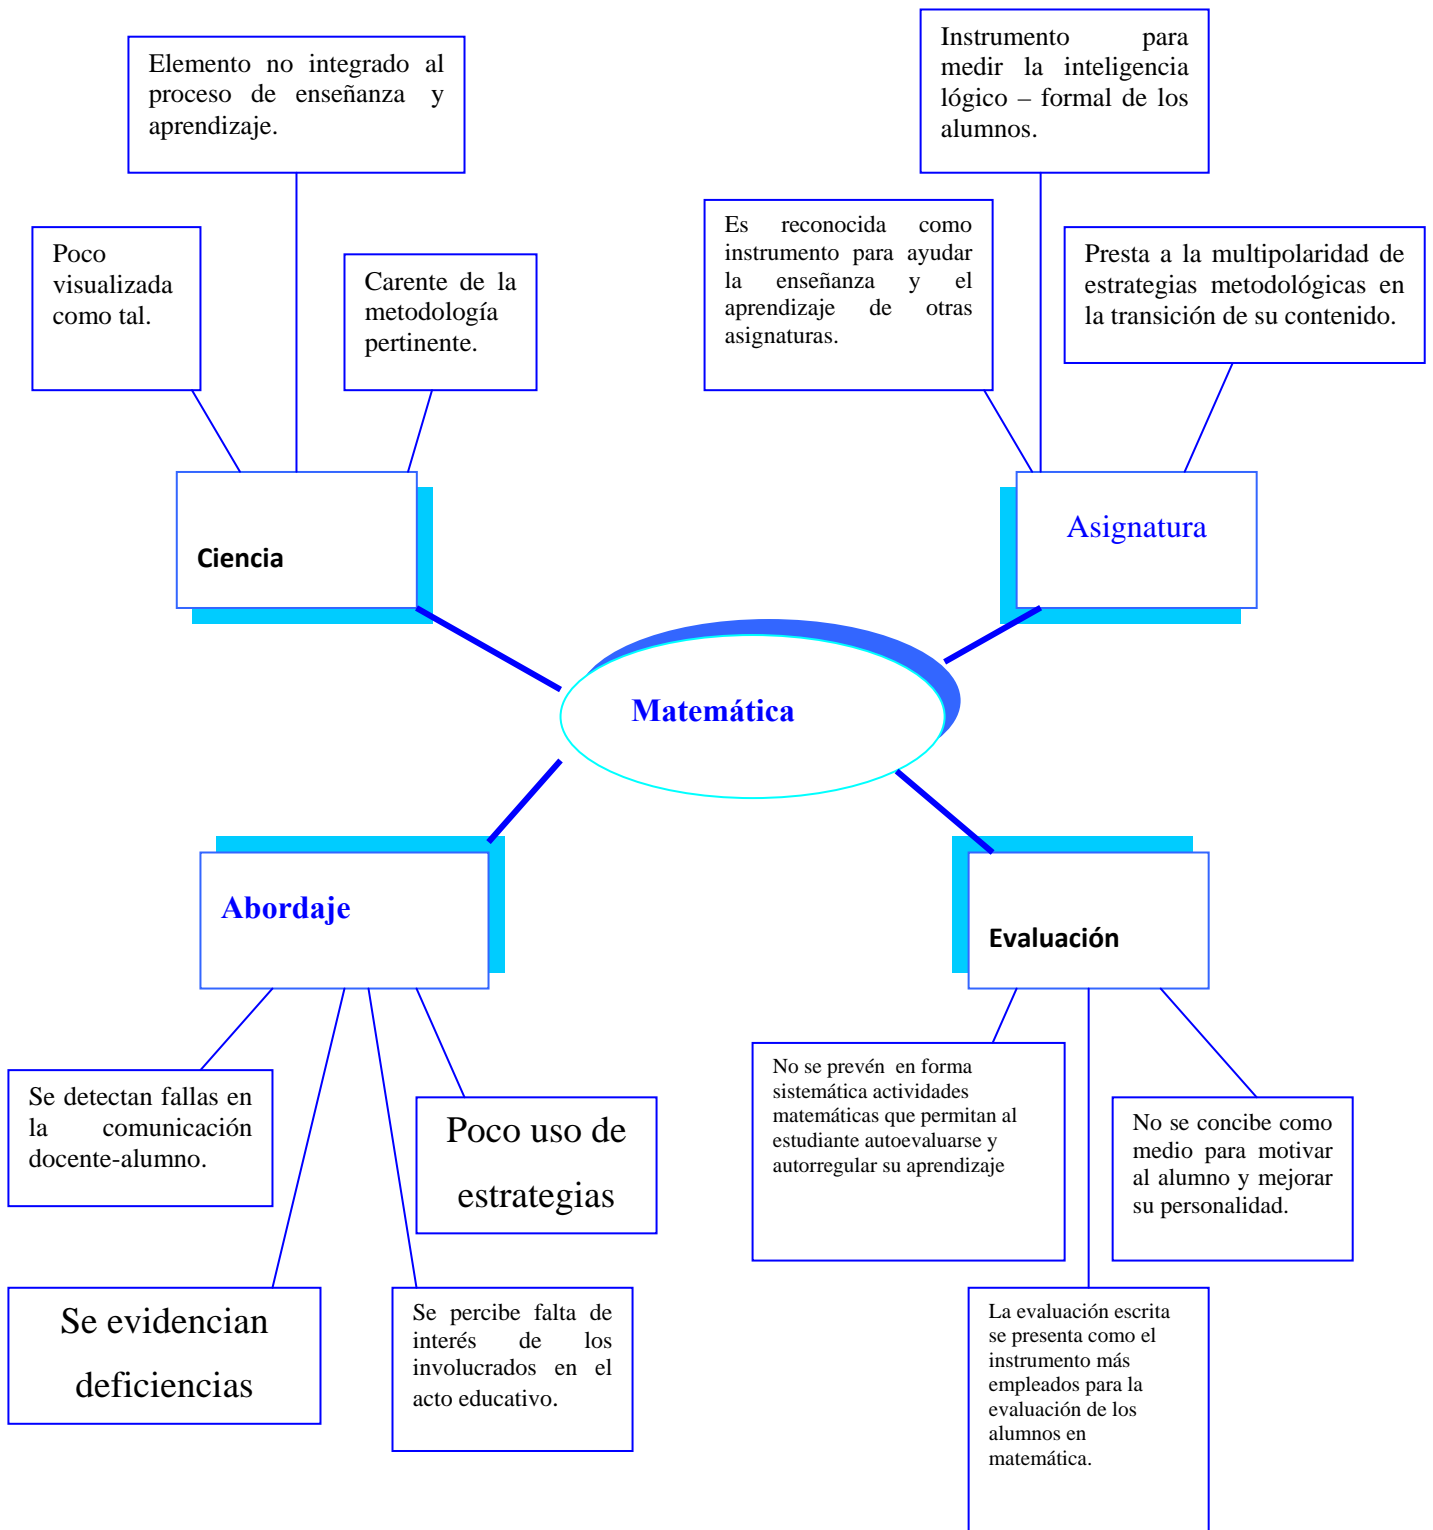 Elemento no integrado al
proceso de enseñanza y
aprendizaje.
Instrumento para
medir la inteligencia
lógico – formal de los
alumnos.
Poco
visualizada
como tal.
Carente de la
metodología
pertinente.
Es reconocida como
instrumento para ayudar
la enseñanza y el
aprendizaje de otras
asignaturas.
Presta a la multipolaridad de
estrategias metodológicas en
la transición de su contenido.
Ciencia
Asignatura
Matemática
Abordaje
Evaluación
Se detectan fallas en
la comunicación
docente-alumno.
Poco uso de
estrategias
No se prevén en forma
sistemática actividades
matemáticas que permitan al
estudiante autoevaluarse y
autorregular su aprendizaje
No se concibe como
medio para motivar
al alumno y mejorar
su personalidad.
Se evidencian
deficiencias
Se percibe falta de
interés de los
involucrados en el
acto educativo.
La evaluación escrita
se presenta como el
instrumento más
empleados para la
evaluación de los
alumnos en
matemática.